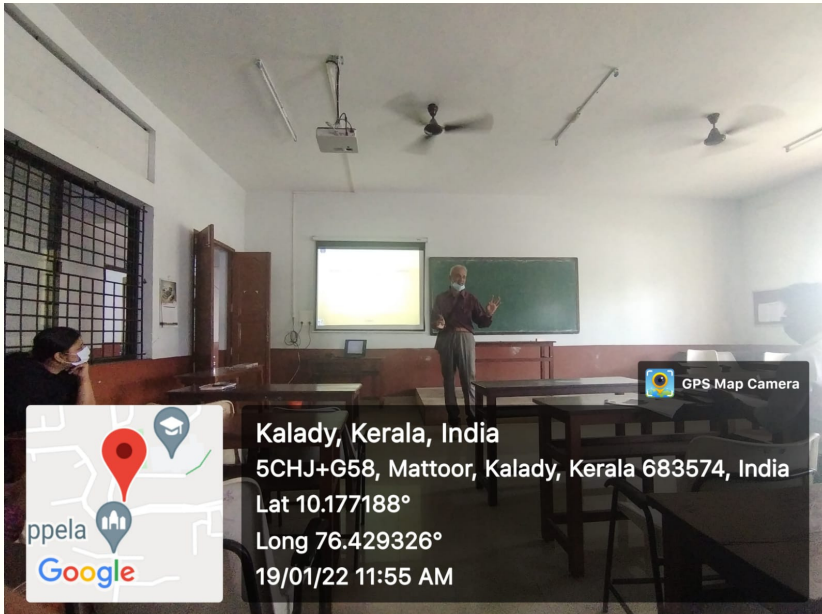 GPS Map Camera
Kalady, Kerala, India
5CHJ+G58, Mattoor, Kalady, Kerala 683574, India
Lat 10.177188°
Long 76.429326°
19/01/22 11:55 AM
ppela
Google